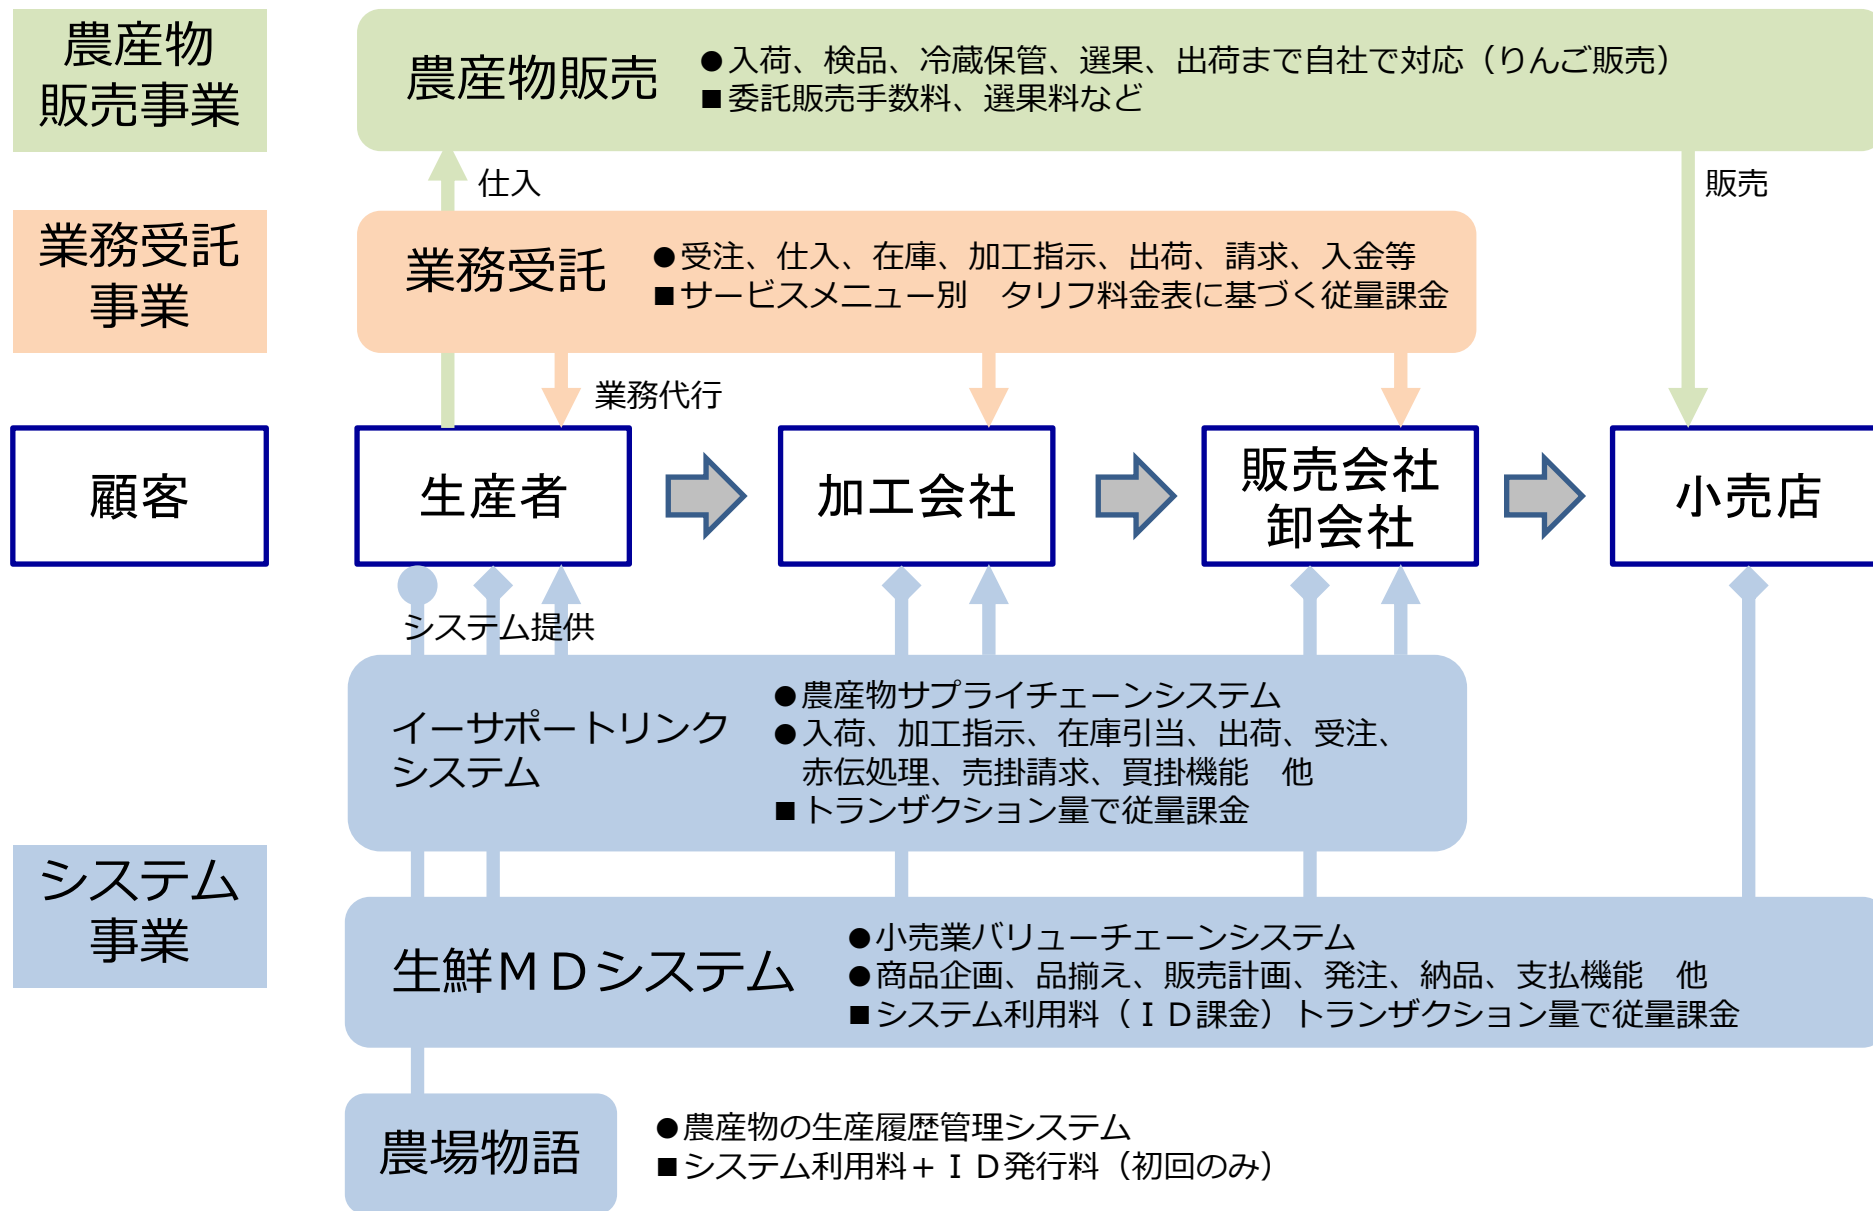 農産物
販売事業
農産物販売
●入荷、検品、冷蔵保管、選果、出荷まで自社で対応（りんご販売）
■委託販売手数料、選果料など
仕入
販売
業務受託
事業
業務受託
●受注、仕入、在庫、加工指示、出荷、請求、入金等
■サービスメニュー別　タリフ料金表に基づく従量課金
業務代行
顧客
生産者
加工会社
販売会社
卸会社
小売店
システム提供
イーサポートリンク
システム
●農産物サプライチェーンシステム
●入荷、加工指示、在庫引当、出荷、受注、
赤伝処理、売掛請求、買掛機能　他
■トランザクション量で従量課金
システム
事業
生鮮ＭＤシステム
●小売業バリューチェーンシステム
●商品企画、品揃え、販売計画、発注、納品、支払機能　他
■システム利用料（ＩＤ課金）トランザクション量で従量課金
農場物語
●農産物の生産履歴管理システム
■システム利用料＋ＩＤ発行料（初回のみ）